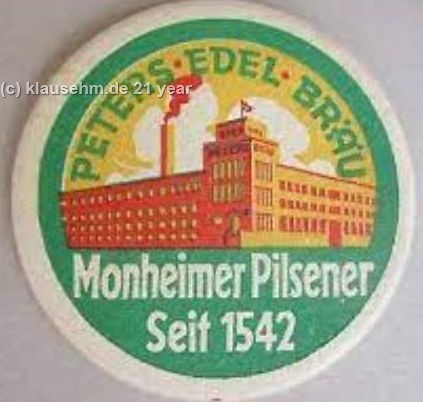 PETERS · EDEL · BRÄU
(c) klausehm.de 21 year
Monheimer Pilsener
Seit 1542